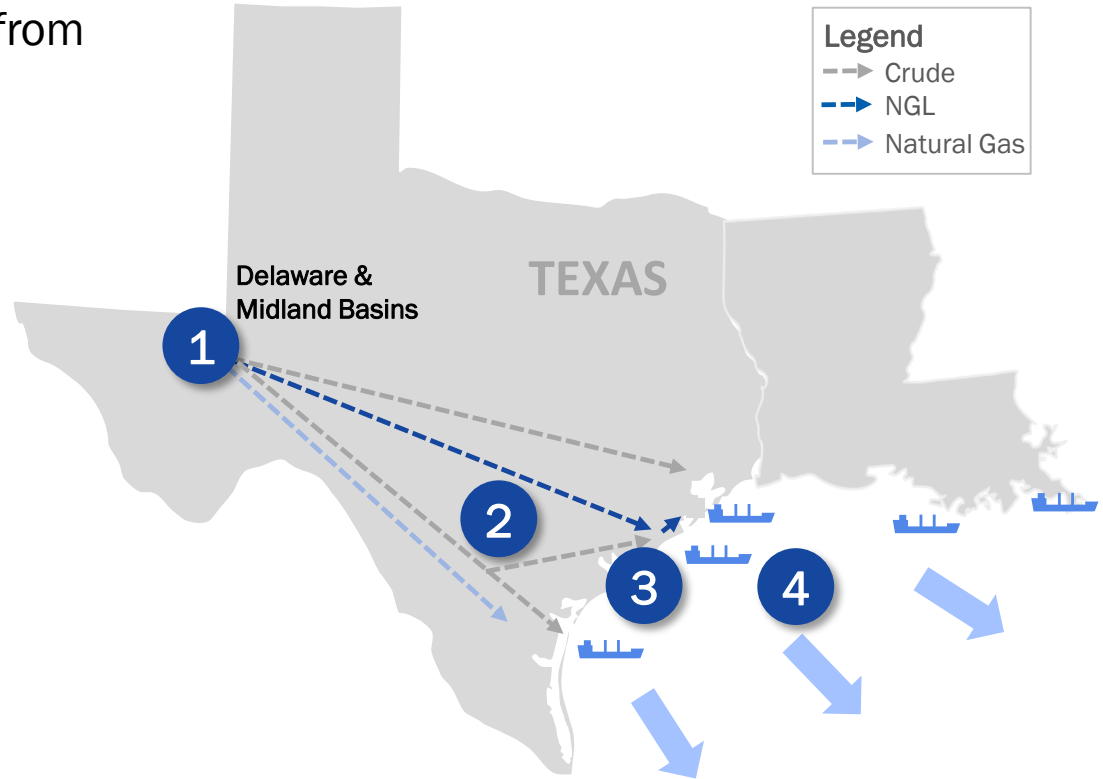 from
Legend
Crude
NGL
Natural Gas
Delaware &
Midland Basins
TEXAS
1
2
3
4